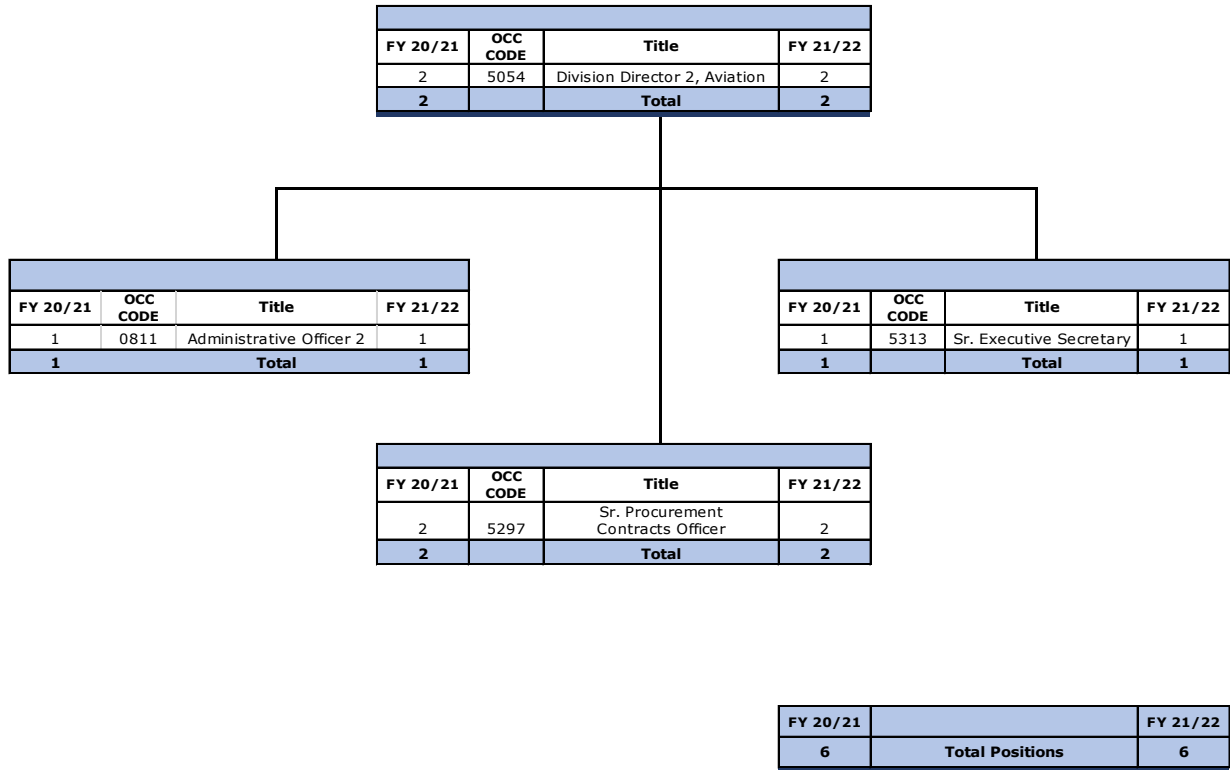 FY 20/21 OCC CODE Title FY 21/22
2 5054 Division Director 2, Aviation 2
2 Total 2
FY 20/21 OCC CODE Title FY 21/22
1 0811 Administrative Officer 2 1
1 Total 1
FY 20/21 OCC CODE Title FY 21/22
1 5313 Sr. Executive Secretary 1
1 Total 1
FY 20/21 OCC CODE Title FY 21/22
2 5297 Sr. Procurement Contracts Officer 2
2 Total 2
FY 20/21 FY 21/22
6 Total Positions 6